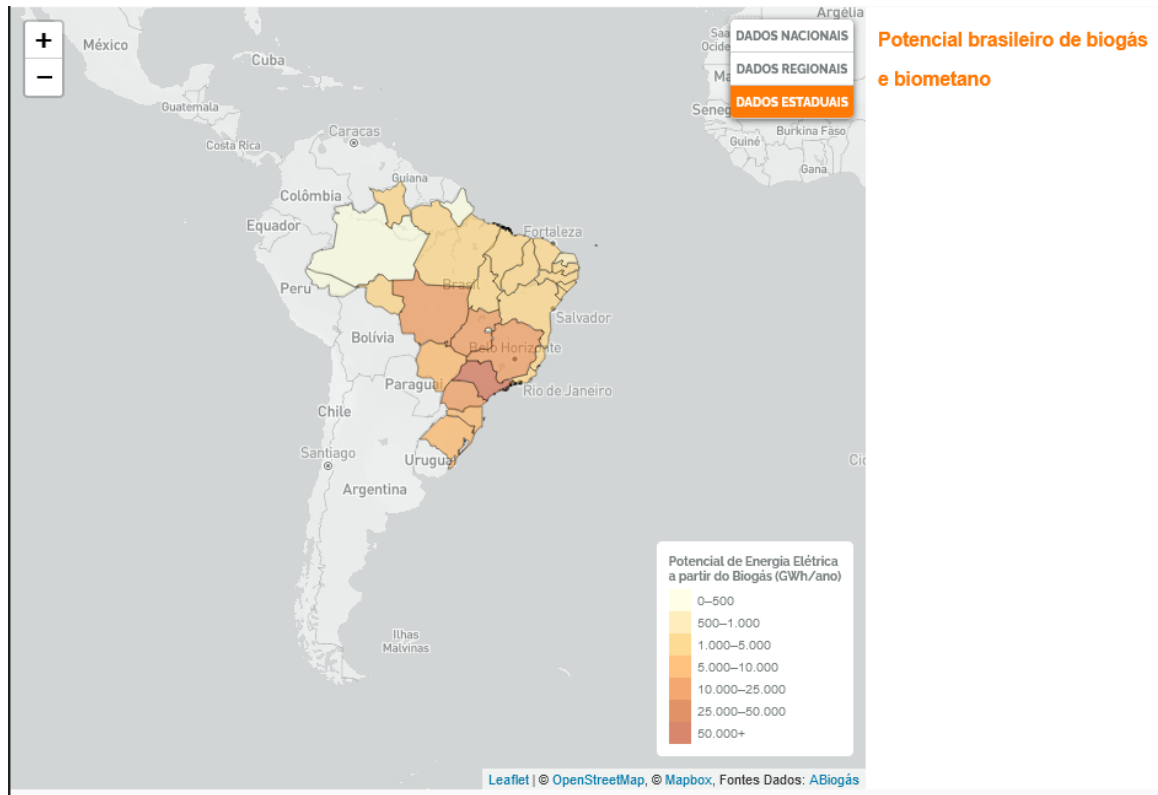 +
−
México
Cuba
Guatemala
Costa Rica
Caracas
Guiana
Colômbia
Equador
Peru
Brasil
Fortaleza
Salvador
Bolívia
Belo Horizonte
Rio de Janeiro
Paraguai
Chile
Santiago
Uruguai
Argentina
Ilhas
Malvinas
Argélia
Burkina Faso
Guiné
Gana
DADOS NACIONAIS
DADOS REGIONAIS
DADOS ESTADUAIS
Potencial brasileiro de biogás
e biometano
Potencial de Energia Elétrica
a partir do Biogás (GWh/ano)
0–500
500–1.000
1.000–5.000
5.000–10.000
10.000–25.000
25.000–50.000
50.000+
Leaflet | © OpenStreetMap, © Mapbox, Fontes Dados: ABiogás